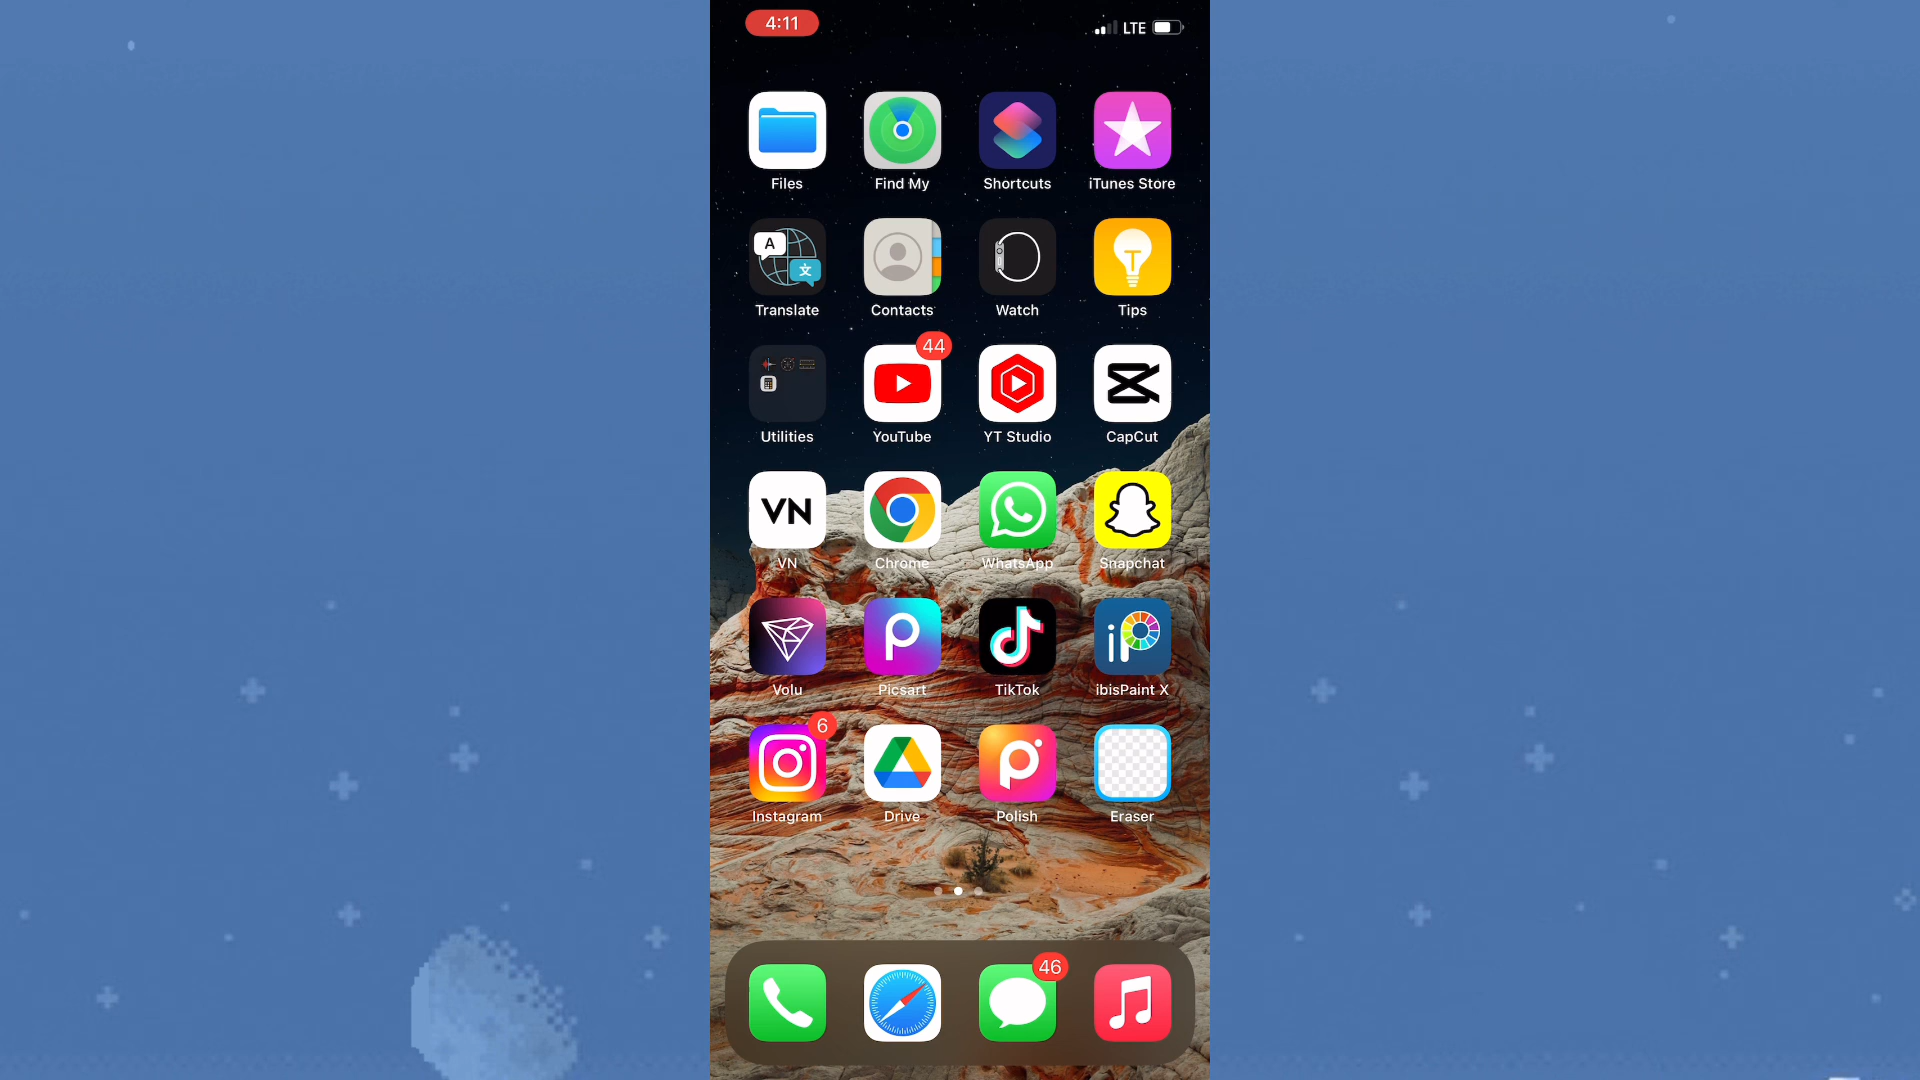 4:11 LTE
Files Find My Shortcuts iTunes Store
A 文
Translate Contacts Watch Tips
44
Utilities YouTube YT Studio CapCut
VN
VN Chrome WhatsApp Snapchat
iP
Volu Picsart TikTok ibisPaint X
6
Instagram Drive Polish Eraser
46